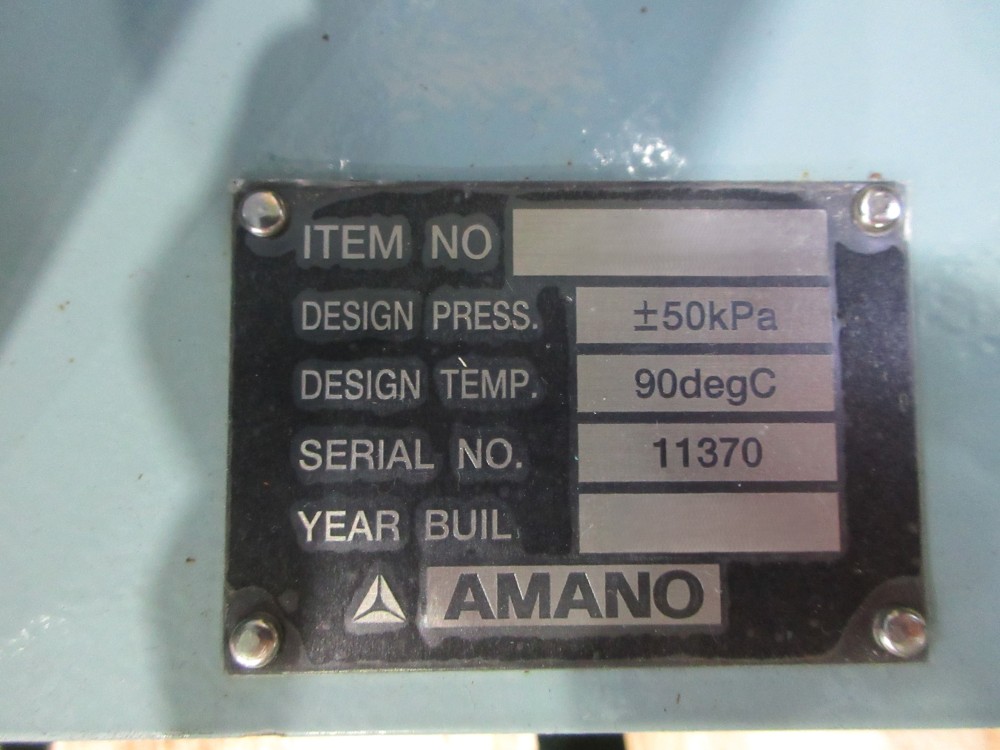 ITEM NO
DESIGN PRESS. ±50kPa
DESIGN TEMP. 90degC
SERIAL NO. 11370
YEAR BUIL
AMANO